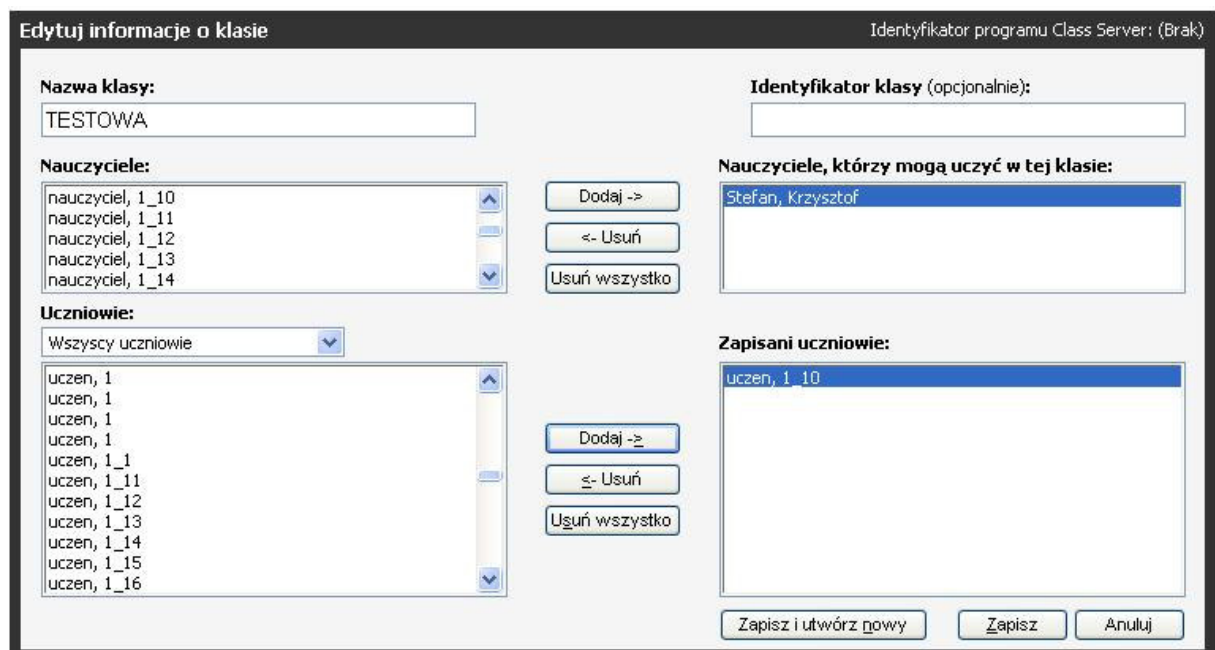 Edytuj informacje o klasie
Identyfikator programu Class Server: (Brak)
Nazwa klasy:
Identyfikator klasy (opcjonalnie):
TESTOWA
Nauczyciele:
Nauczyciele, którzy mogą uczyć w tej klasie:
nauczyciel, 1_10
nauczyciel, 1_11
nauczyciel, 1_12
nauczyciel, 1_13
nauczyciel, 1_14
Dodaj ->
<- Usuń
Usuń wszystko
Stefan, Krzysztof
Uczniowie:
Wszyscy uczniowie
Zapisani uczniowie:
uczen, 1
uczen, 1
uczen, 1
uczen, 1
uczen, 1_1
uczen, 1_11
uczen, 1_12
uczen, 1_13
uczen, 1_14
uczen, 1_15
uczen, 1_16
Dodaj ->
<- Usuń
Usuń wszystko
uczen, 1_10
Zapisz i utwórz nowy
Zapisz
Anuluj